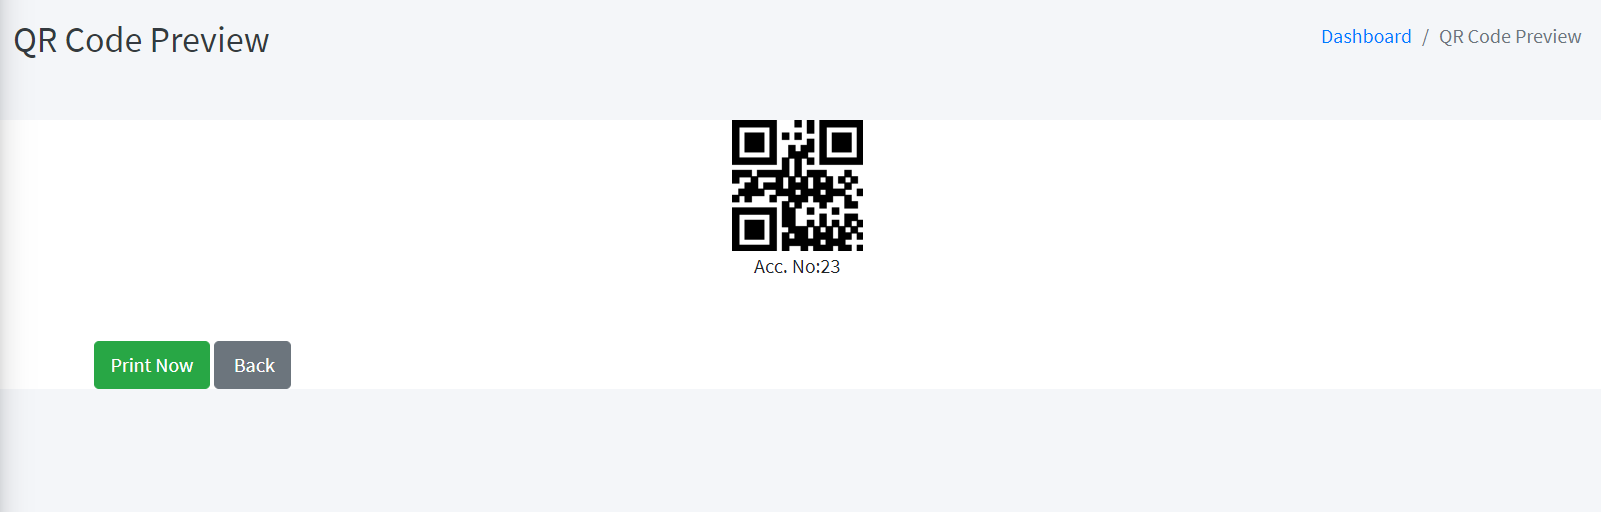 QR Code Preview
Dashboard / QR Code Preview
Acc. No:23
Print Now
Back